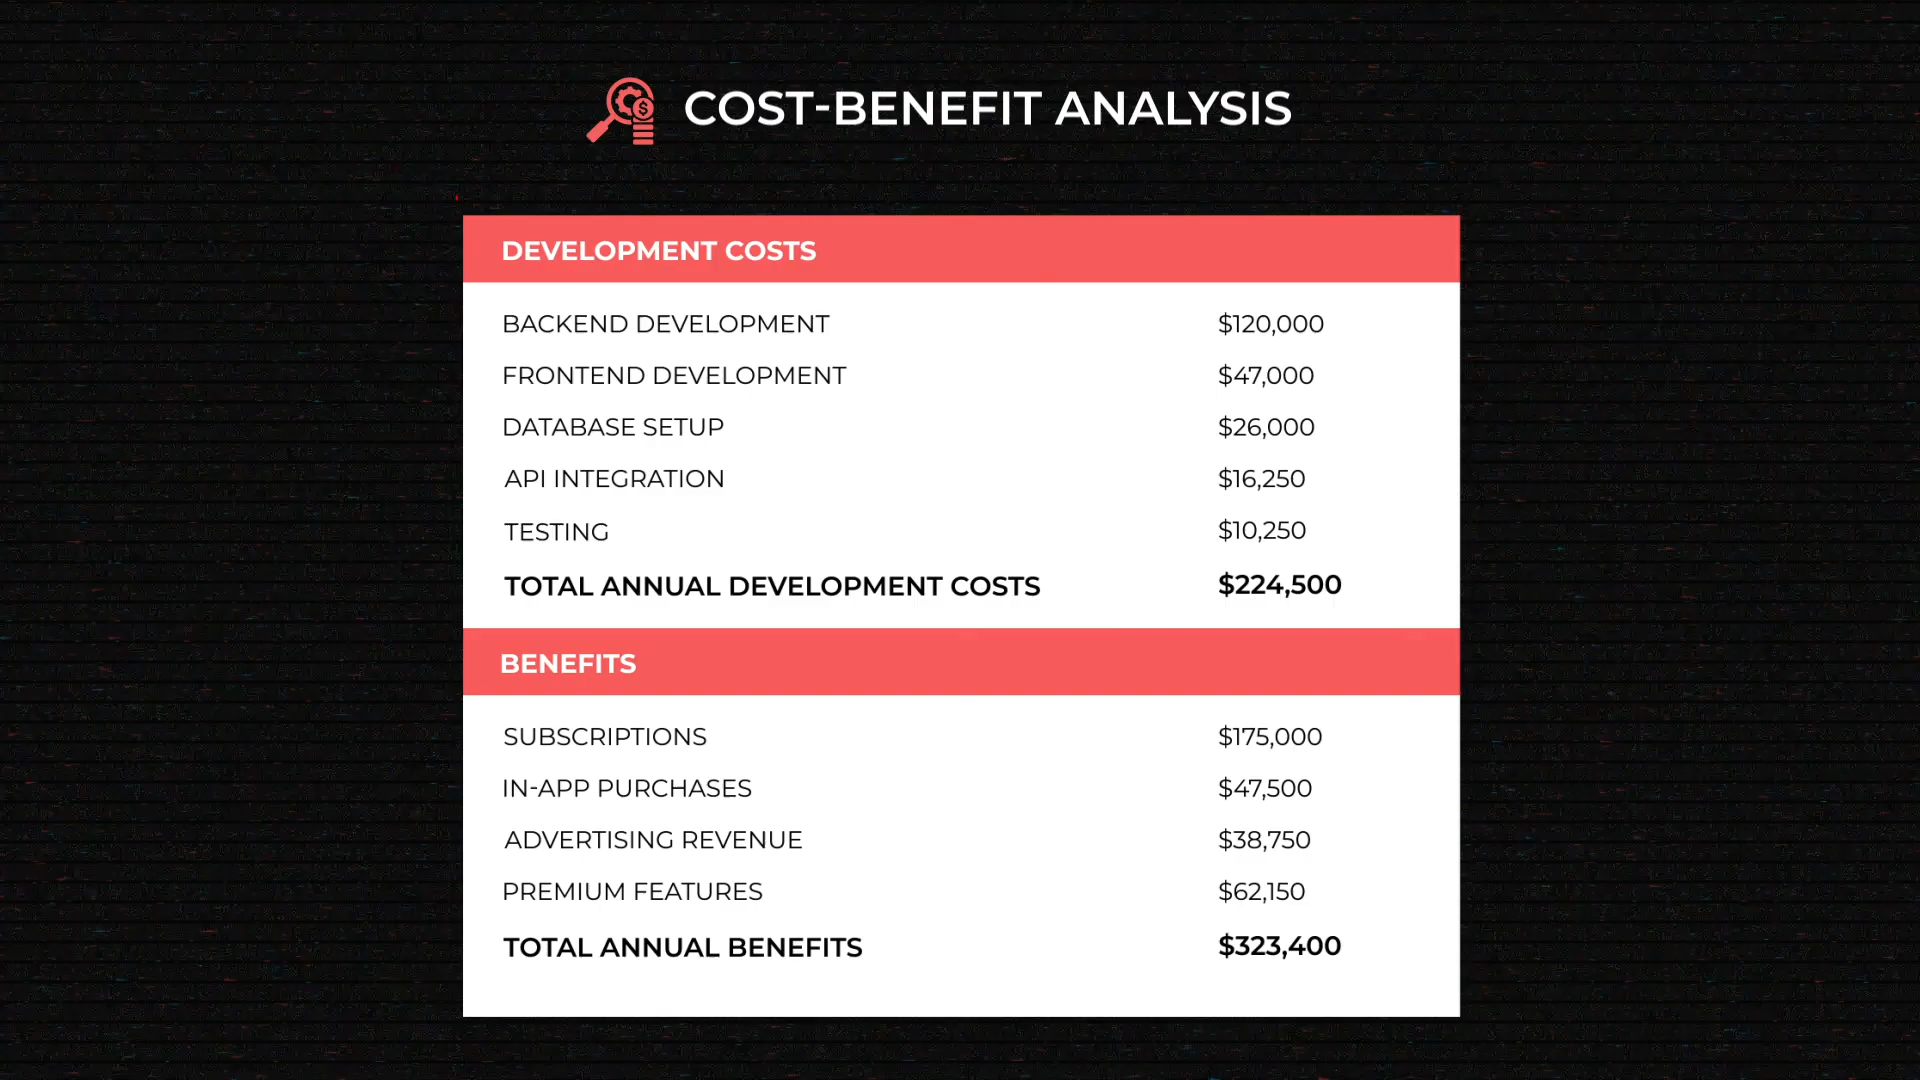 COST-BENEFIT ANALYSIS
DEVELOPMENT COSTS
BACKEND DEVELOPMENT $120,000
FRONTEND DEVELOPMENT $47,000
DATABASE SETUP $26,000
API INTEGRATION $16,250
TESTING $10,250
TOTAL ANNUAL DEVELOPMENT COSTS $224,500
BENEFITS
SUBSCRIPTIONS $175,000
IN-APP PURCHASES $47,500
ADVERTISING REVENUE $38,750
PREMIUM FEATURES $62,150
TOTAL ANNUAL BENEFITS $323,400